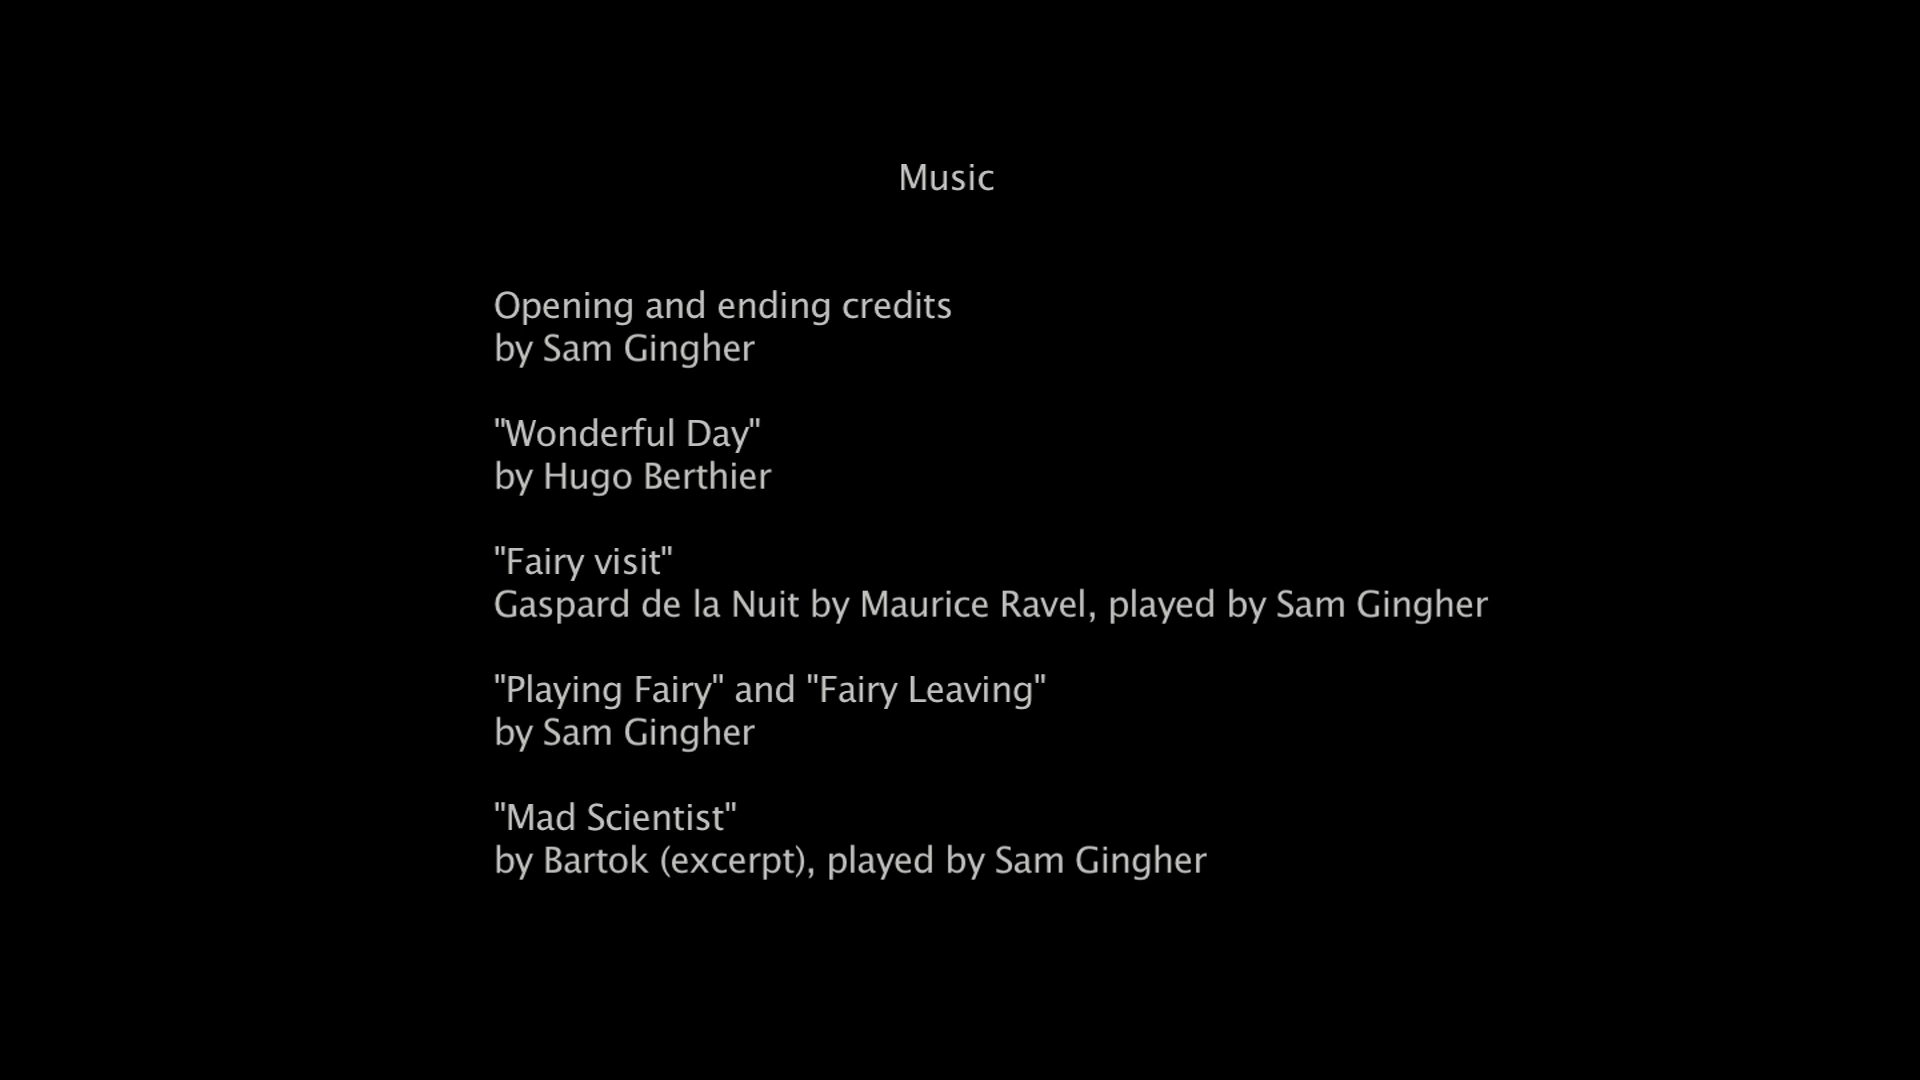 Music
Opening and ending credits
by Sam Gingher
"Wonderful Day"
by Hugo Berthier
"Fairy visit"
Gaspard de la Nuit by Maurice Ravel, played by Sam Gingher
"Playing Fairy" and "Fairy Leaving"
by Sam Gingher
"Mad Scientist"
by Bartok (excerpt), played by Sam Gingher